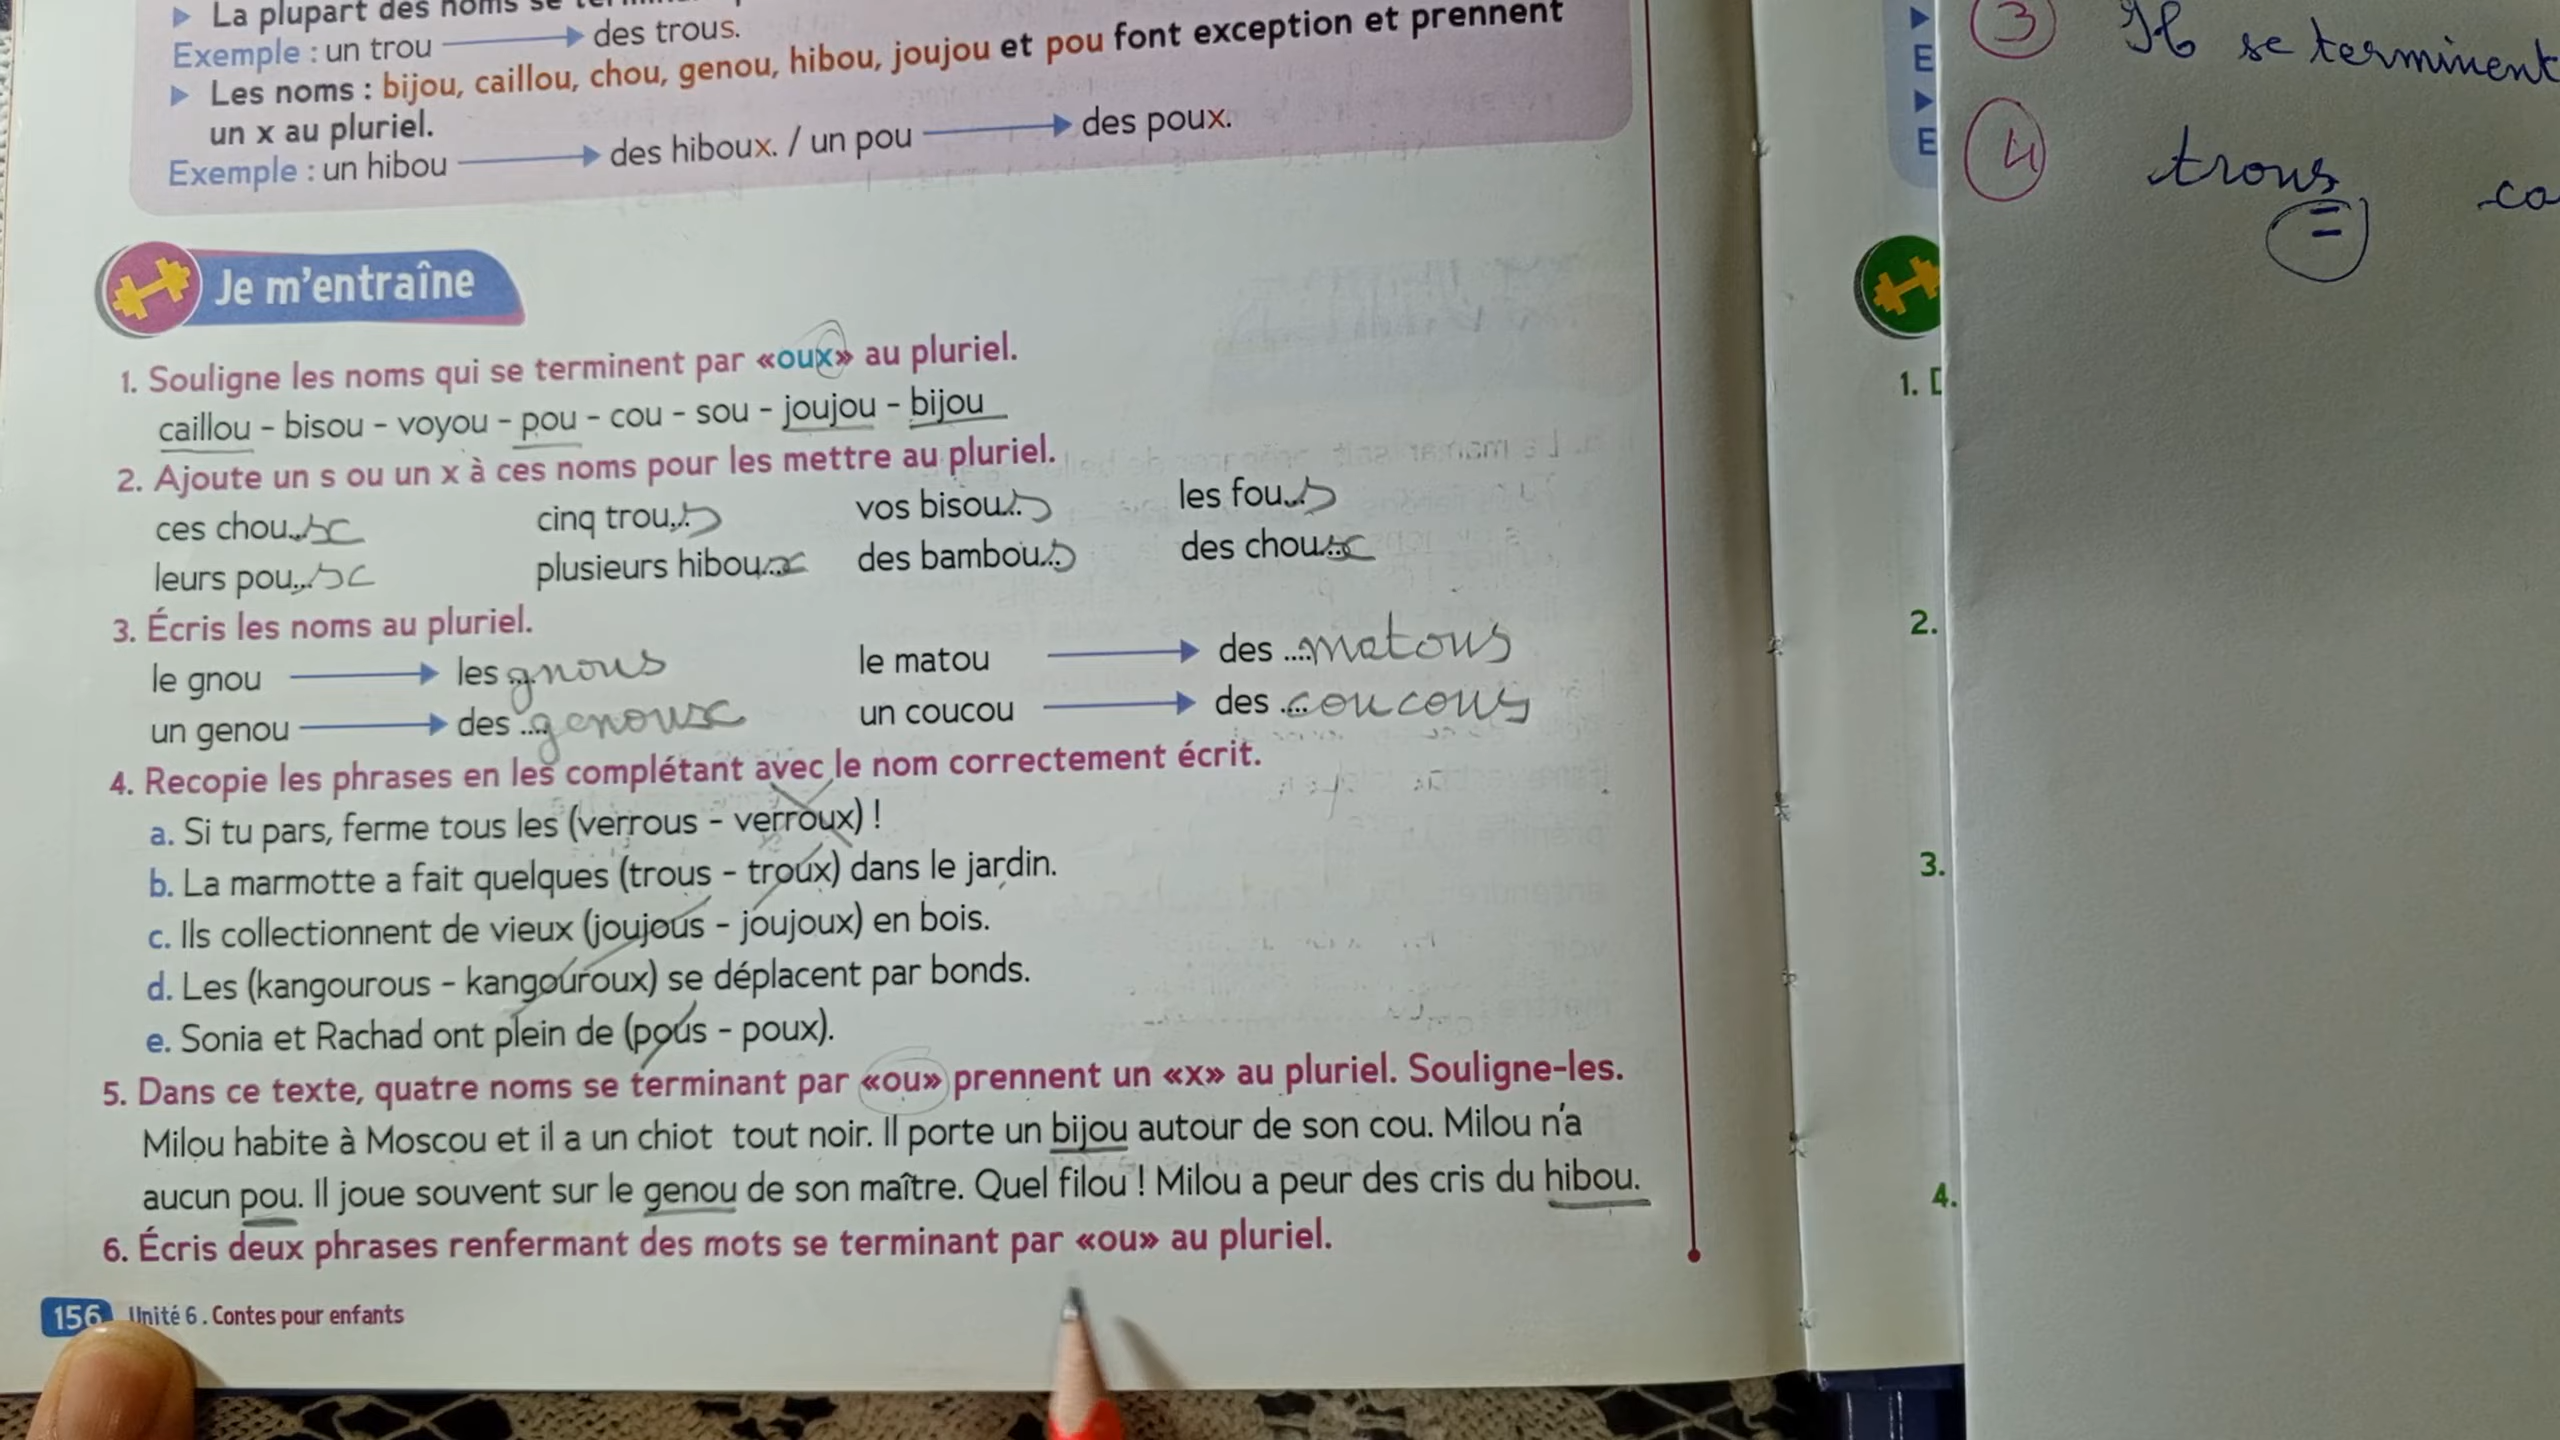 La plupart des noms se
Exemple : un trou des trous.
Les noms : bijou, caillou, chou, genou, hibou, joujou et pou font exception et prennent
un x au pluriel.
Exemple : un hibou des hiboux. / un pou des poux.
Je m'entraîne
1. Souligne les noms qui se terminent par «oux» au pluriel.
caillou - bisou - voyou - pou - cou - sou - joujou - bijou
2. Ajoute un s ou un x à ces noms pour les mettre au pluriel.
ces chou...x cinq trou...s vos bisou...s les fou...s
leurs pou...x plusieurs hibou...x des bambou...s des chou...x
3. Écris les noms au pluriel.
le gnou les ...gnous le matou des ...matous
un genou des ...genoux un coucou des ...coucous
4. Recopie les phrases en les complétant avec le nom correctement écrit.
a. Si tu pars, ferme tous les (verrous - verroux) !
b. La marmotte a fait quelques (trous - troux) dans le jardin.
c. Ils collectionnent de vieux (joujous - joujoux) en bois.
d. Les (kangourous - kangouroux) se déplacent par bonds.
e. Sonia et Rachad ont plein de (pous - poux).
5. Dans ce texte, quatre noms se terminant par «ou» prennent un «x» au pluriel. Souligne-les.
Milou habite à Moscou et il a un chiot tout noir. Il porte un bijou autour de son cou. Milou n'a
aucun pou. Il joue souvent sur le genou de son maître. Quel filou ! Milou a peur des cris du hibou.
6. Écris deux phrases renfermant des mots se terminant par «ou» au pluriel.
156 Unité 6 . Contes pour enfants
E
E
1.
2.
3.
4.
3 Il se terminent
4 trous ca